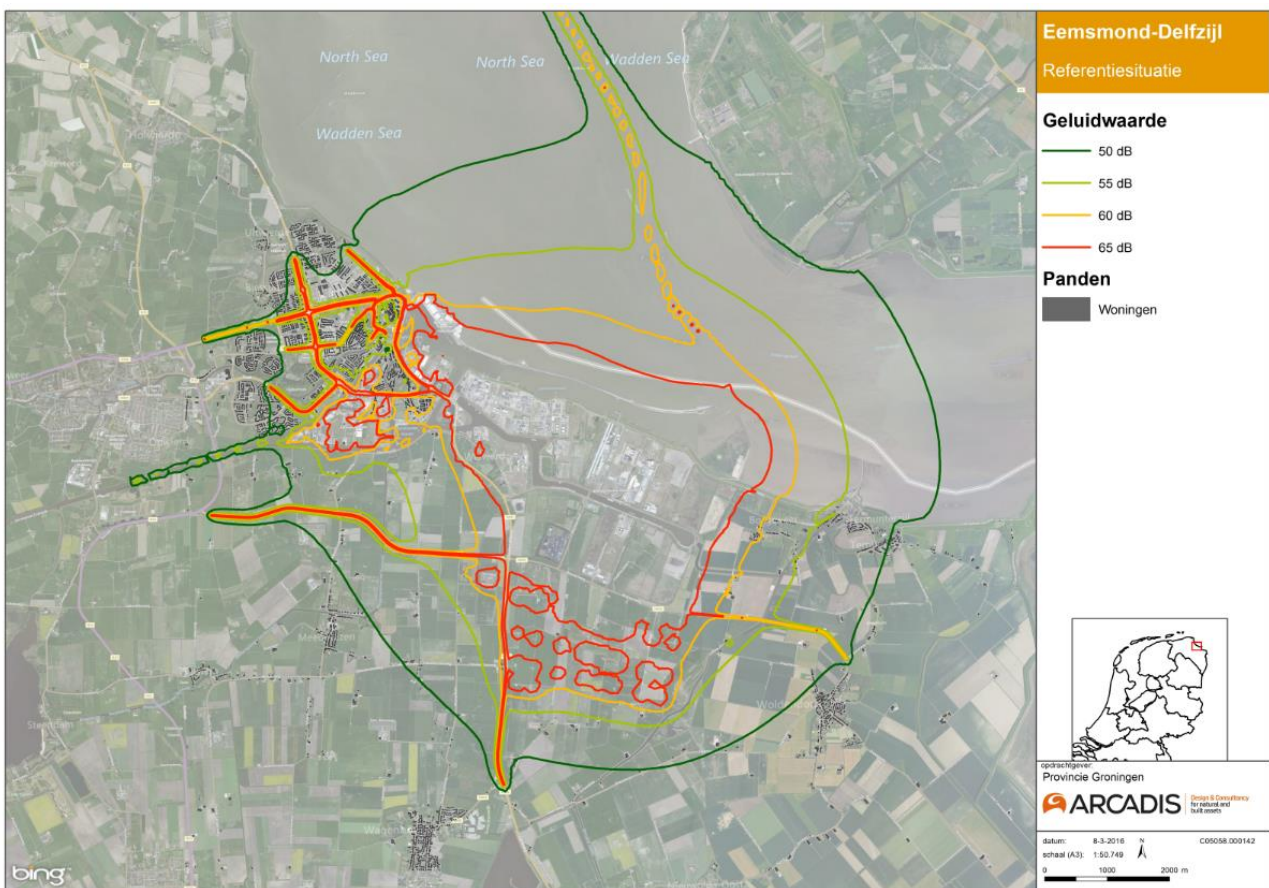 Eemsmond-Delfzijl
Referentiesituatie
Geluidwaarde
50 dB
55 dB
60 dB
65 dB
Panden
Woningen
North Sea
North Sea
Wadden Sea
Wadden Sea
opdrachtgever:
Provincie Groningen
ARCADIS
Design & Consultancy
for natural and
built assets
datum: 8-3-2016 N C05058.000142
schaal (A3): 1:50.749
0 1000 2000 m
bing